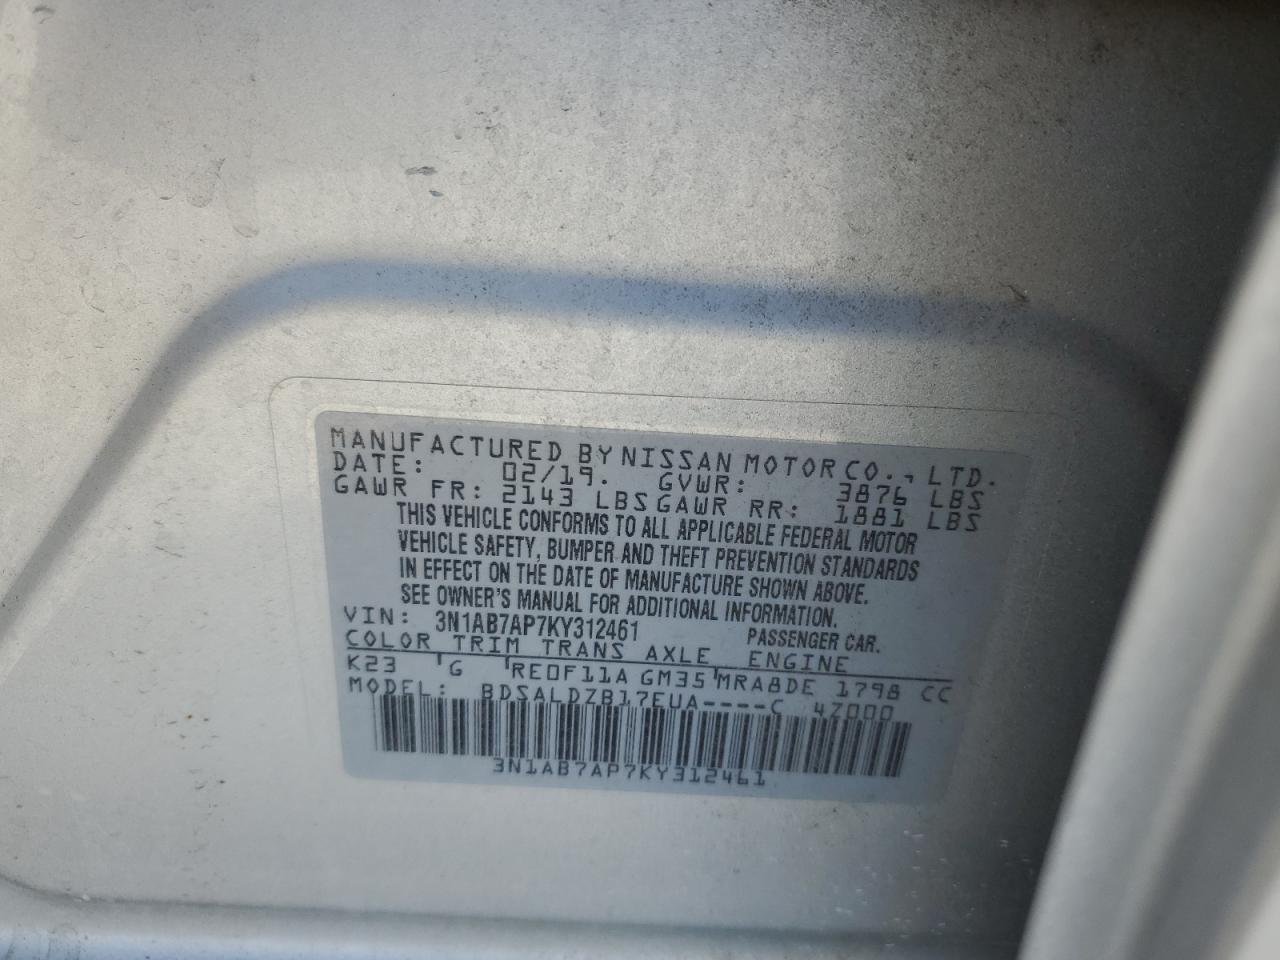 MANUFACTURED BY NISSAN MOTOR CO., LTD.
DATE: 02/19. GVWR: 3876 LBS
GAWR FR: 2143 LBS GAWR RR: 1881 LBS
THIS VEHICLE CONFORMS TO ALL APPLICABLE FEDERAL MOTOR
VEHICLE SAFETY, BUMPER AND THEFT PREVENTION STANDARDS
IN EFFECT ON THE DATE OF MANUFACTURE SHOWN ABOVE.
SEE OWNER'S MANUAL FOR ADDITIONAL INFORMATION.
VIN: 3N1AB7AP7KY312461 PASSENGER CAR.
COLOR TRIM TRANS AXLE ENGINE
K23 G RE0F11A GM35 MRA8DE 1798 CC
MODEL: BDSALDZB17EUA----C 4Z000
3N1AB7AP7KY312461